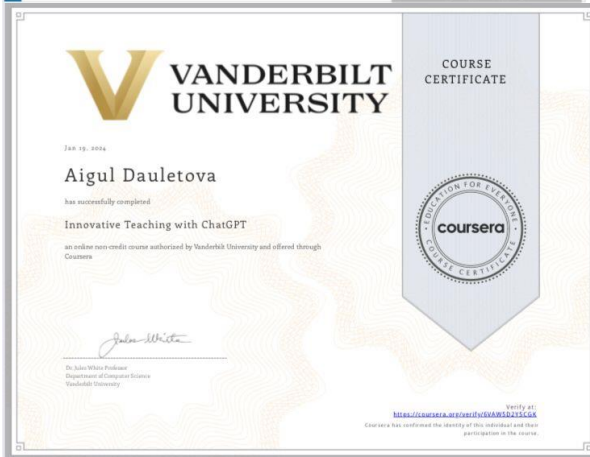 VANDERBILT
UNIVERSITY
COURSE
CERTIFICATE
Jan 19, 2024
Aigul Dauletova
has successfully completed
Innovative Teaching with ChatGPT
an online non-credit course authorized by Vanderbilt University and offered through
Coursera
EDUCATION FOR EVERYONE
coursera
COURSE CERTIFICATE
Jules White
Dr. Jules White Professor
Department of Computer Science
Vanderbilt University
Verify at:
https://coursera.org/verify/6VAW5D2YSCGK
Coursera has confirmed the identity of this individual and their
participation in the course.